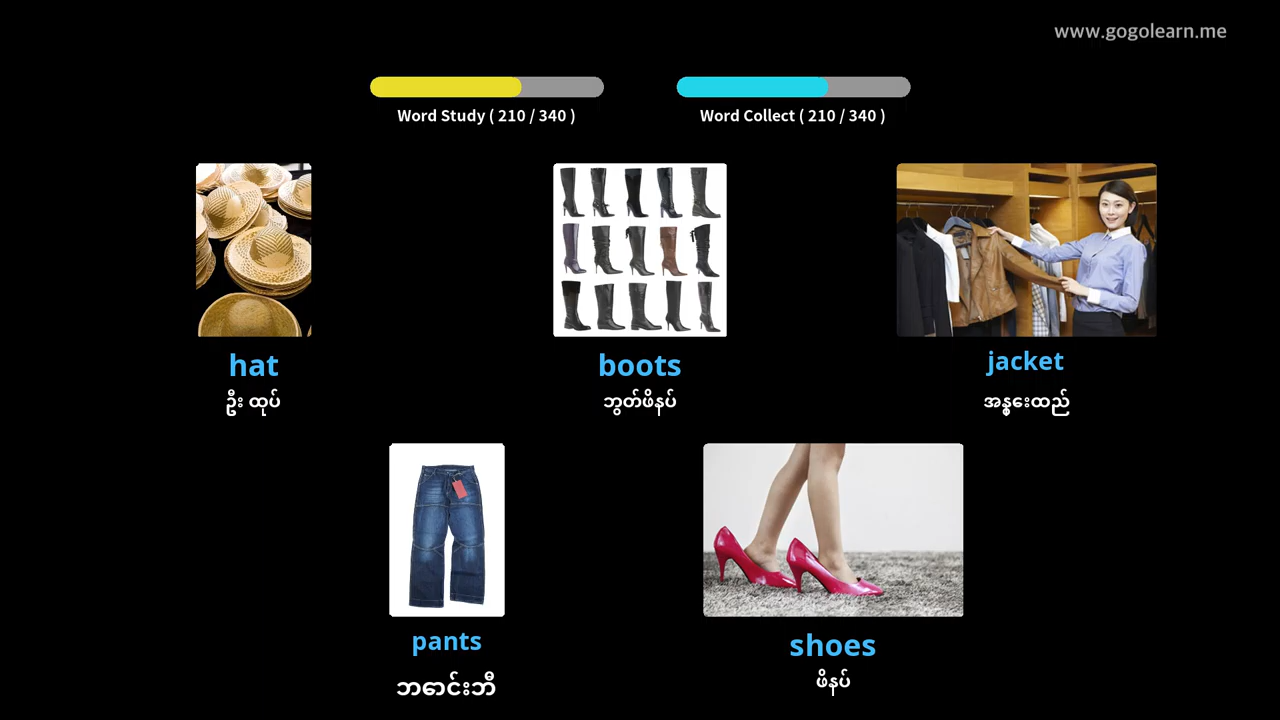 www.gogolearn.me
Word Study ( 210 / 340 )
Word Collect ( 210 / 340 )
hat
ဦး ထုပ်
boots
ဘွတ်ဖိနပ်
jacket
အနွေးထည်
pants
ဘောင်းဘီ
shoes
ဖိနပ်